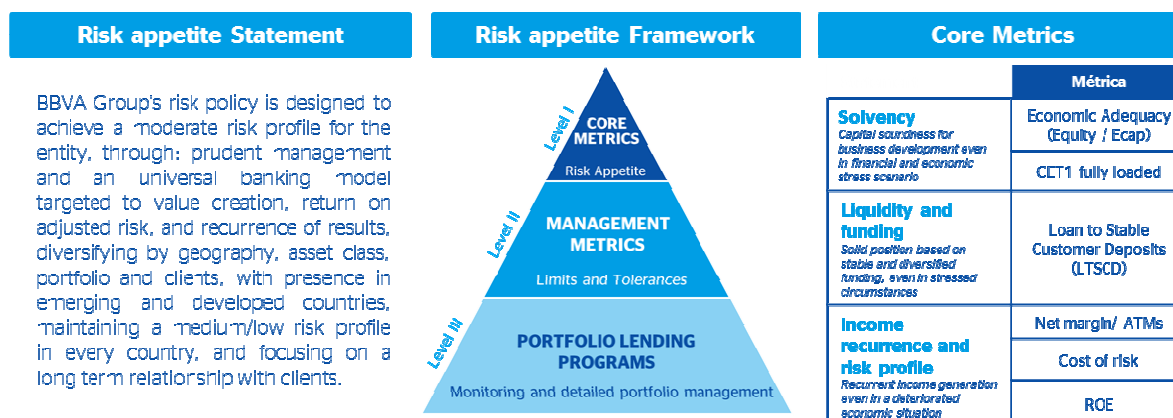 Risk appetite Statement
BBVA Group's risk policy is designed to
achieve a moderate risk profile for the
entity, through: prudent management
and an universal banking model
targeted to value creation, return on
adjusted risk, and recurrence of results,
diversifying by geography, asset class,
portfolio and clients, with presence in
emerging and developed countries,
maintaining a medium/low risk profile
in every country, and focusing on a
long term relationship with clients.
Risk appetite Framework
Level I
CORE
METRICS
Risk Appetite
Level II
MANAGEMENT
METRICS
Limits and Tolerances
Level III
PORTFOLIO LENDING
PROGRAMS
Monitoring and detailed portfolio management
Core Metrics
Métrica
Solvency
Capital soundness for
business development even
in financial and economic
stress scenario
Economic Adequacy
(Equity / Ecap)
CET1 fully loaded
Liquidity and
funding
Solid position based on
stable and diversified
funding, even in stressed
circumstances
Loan to Stable
Customer Deposits
(LTSCD)
Income
recurrence and
risk profile
Recurrent income generation
even in a deteriorated
economic situation
Net margin/ ATMs
Cost of risk
ROE